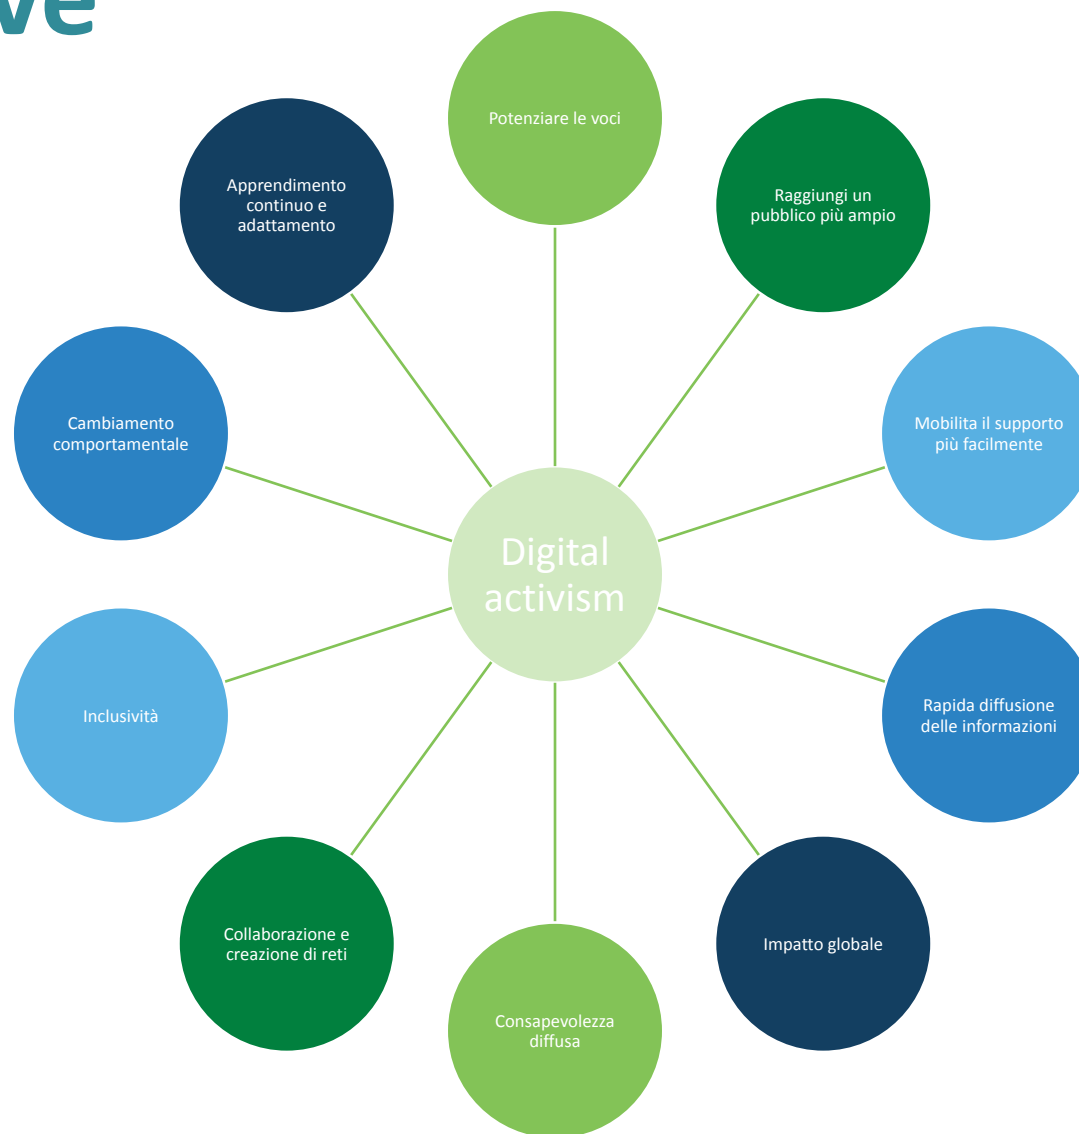 Potenziare le voci
Raggiungi un
pubblico più ampio
Mobilita il supporto
più facilmente
Rapida diffusione
delle informazioni
Impatto globale
Consapevolezza
diffusa
Collaborazione e
creazione di reti
Inclusività
Cambiamento
comportamentale
Apprendimento
continuo e
adattamento
Digital
activism